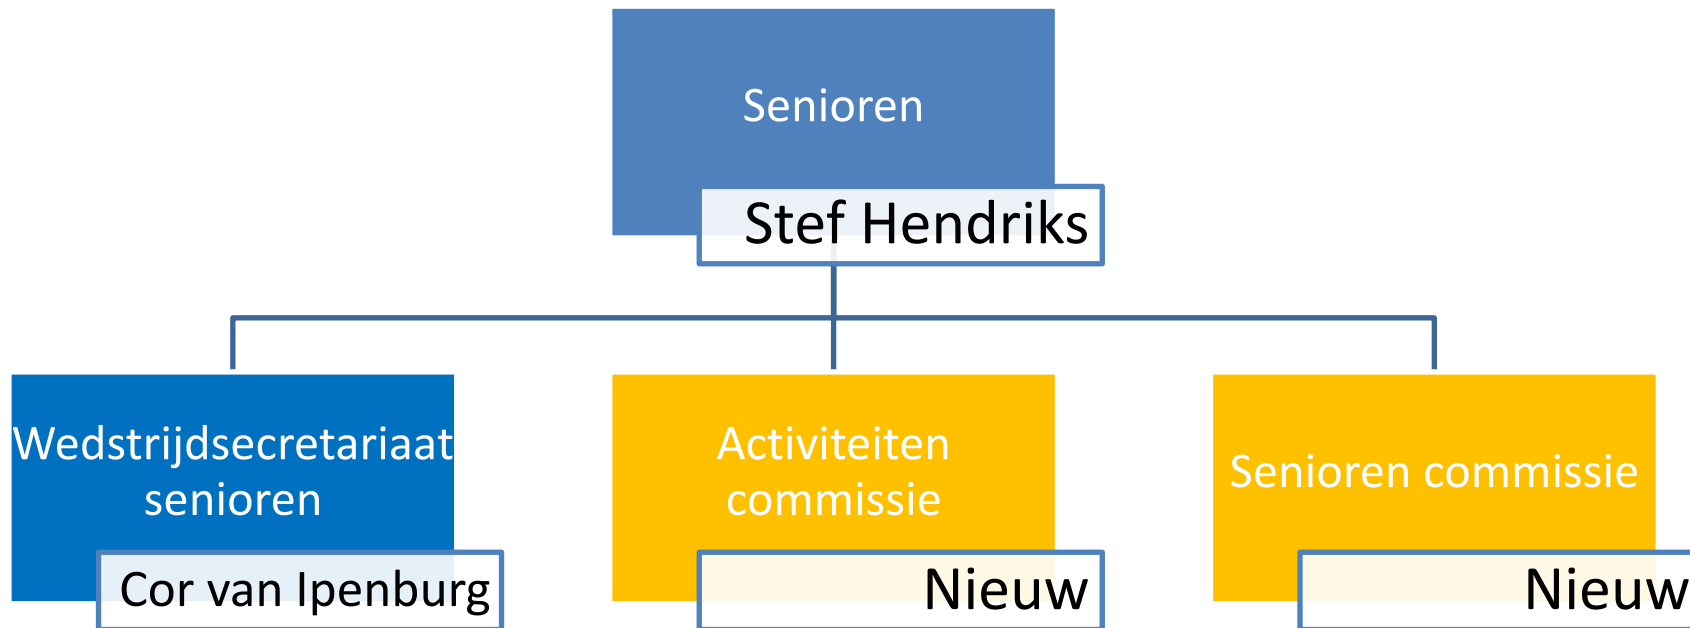 Senioren
Stef Hendriks
Wedstrijdsecretariaat
senioren
Cor van Ipenburg
Activiteiten
commissie
Nieuw
Senioren commissie
Nieuw